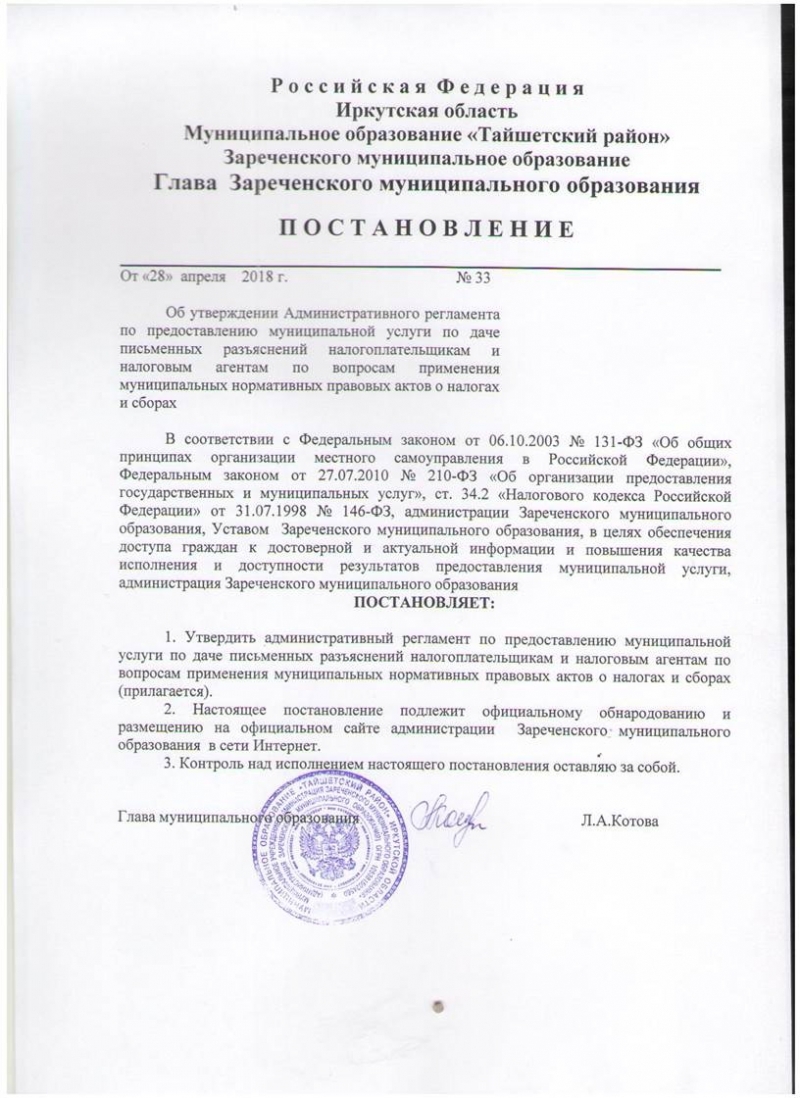 Российская Федерация
Иркутская область
Муниципальное образование «Тайшетский район»
Зареченского муниципальное образование
Глава Зареченского муниципального образования
ПОСТАНОВЛЕНИЕ
От «28» апреля 2018 г. № 33
Об утверждении Административного регламента
по предоставлению муниципальной услуги по даче
письменных разъяснений налогоплательщикам и
налоговым агентам по вопросам применения
муниципальных нормативных правовых актов о налогах
и сборах
В соответствии с Федеральным законом от 06.10.2003 № 131-ФЗ «Об общих
принципах организации местного самоуправления в Российской Федерации»,
Федеральным законом от 27.07.2010 № 210-ФЗ «Об организации предоставления
государственных и муниципальных услуг», ст. 34.2 «Налогового кодекса Российской
Федерации» от 31.07.1998 № 146-ФЗ, администрации Зареченского муниципального
образования, Уставом Зареченского муниципального образования, в целях обеспечения
доступа граждан к достоверной и актуальной информации и повышения качества
исполнения и доступности результатов предоставления муниципальной услуги,
администрация Зареченского муниципального образования
ПОСТАНОВЛЯЕТ:
1. Утвердить административный регламент по предоставлению муниципальной
услуги по даче письменных разъяснений налогоплательщикам и налоговым агентам по
вопросам применения муниципальных нормативных правовых актов о налогах и сборах
(прилагается).
2. Настоящее постановление подлежит официальному обнародованию и
размещению на официальном сайте администрации Зареченского муниципального
образования в сети Интернет.
3. Контроль над исполнением настоящего постановления оставляю за собой.
Глава муниципального образования Л.А.Котова
МУНИЦИПАЛЬНОЕ ОБРАЗОВАНИЕ «ТАЙШЕТСКИЙ РАЙОН» ИРКУТСКОЙ ОБЛАСТИ